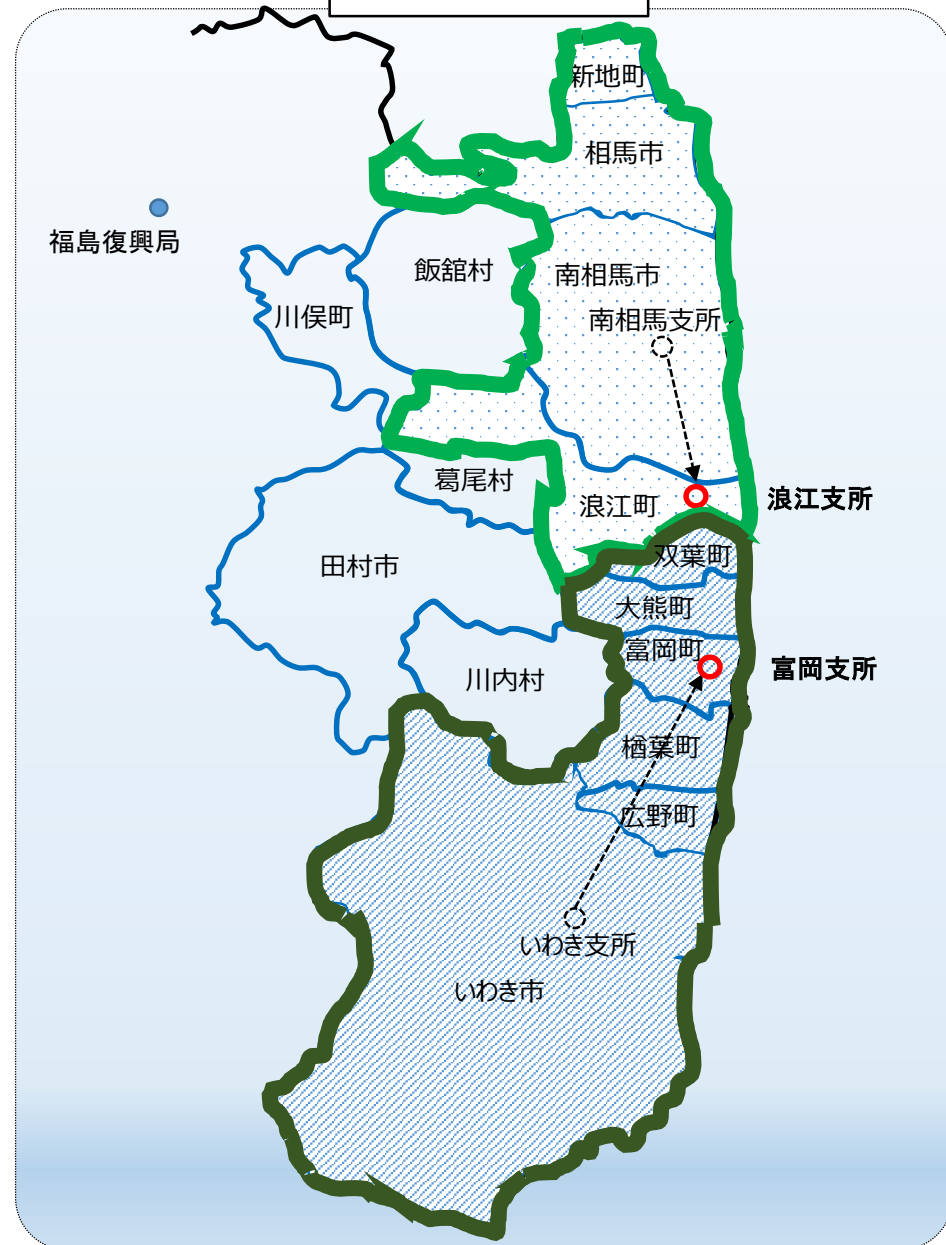 新地町
相馬市
福島復興局
飯舘村
南相馬市
川俣町
南相馬支所
葛尾村
浪江町
浪江支所
双葉町
田村市
大熊町
富岡町
富岡支所
川内村
楢葉町
広野町
いわき支所
いわき市